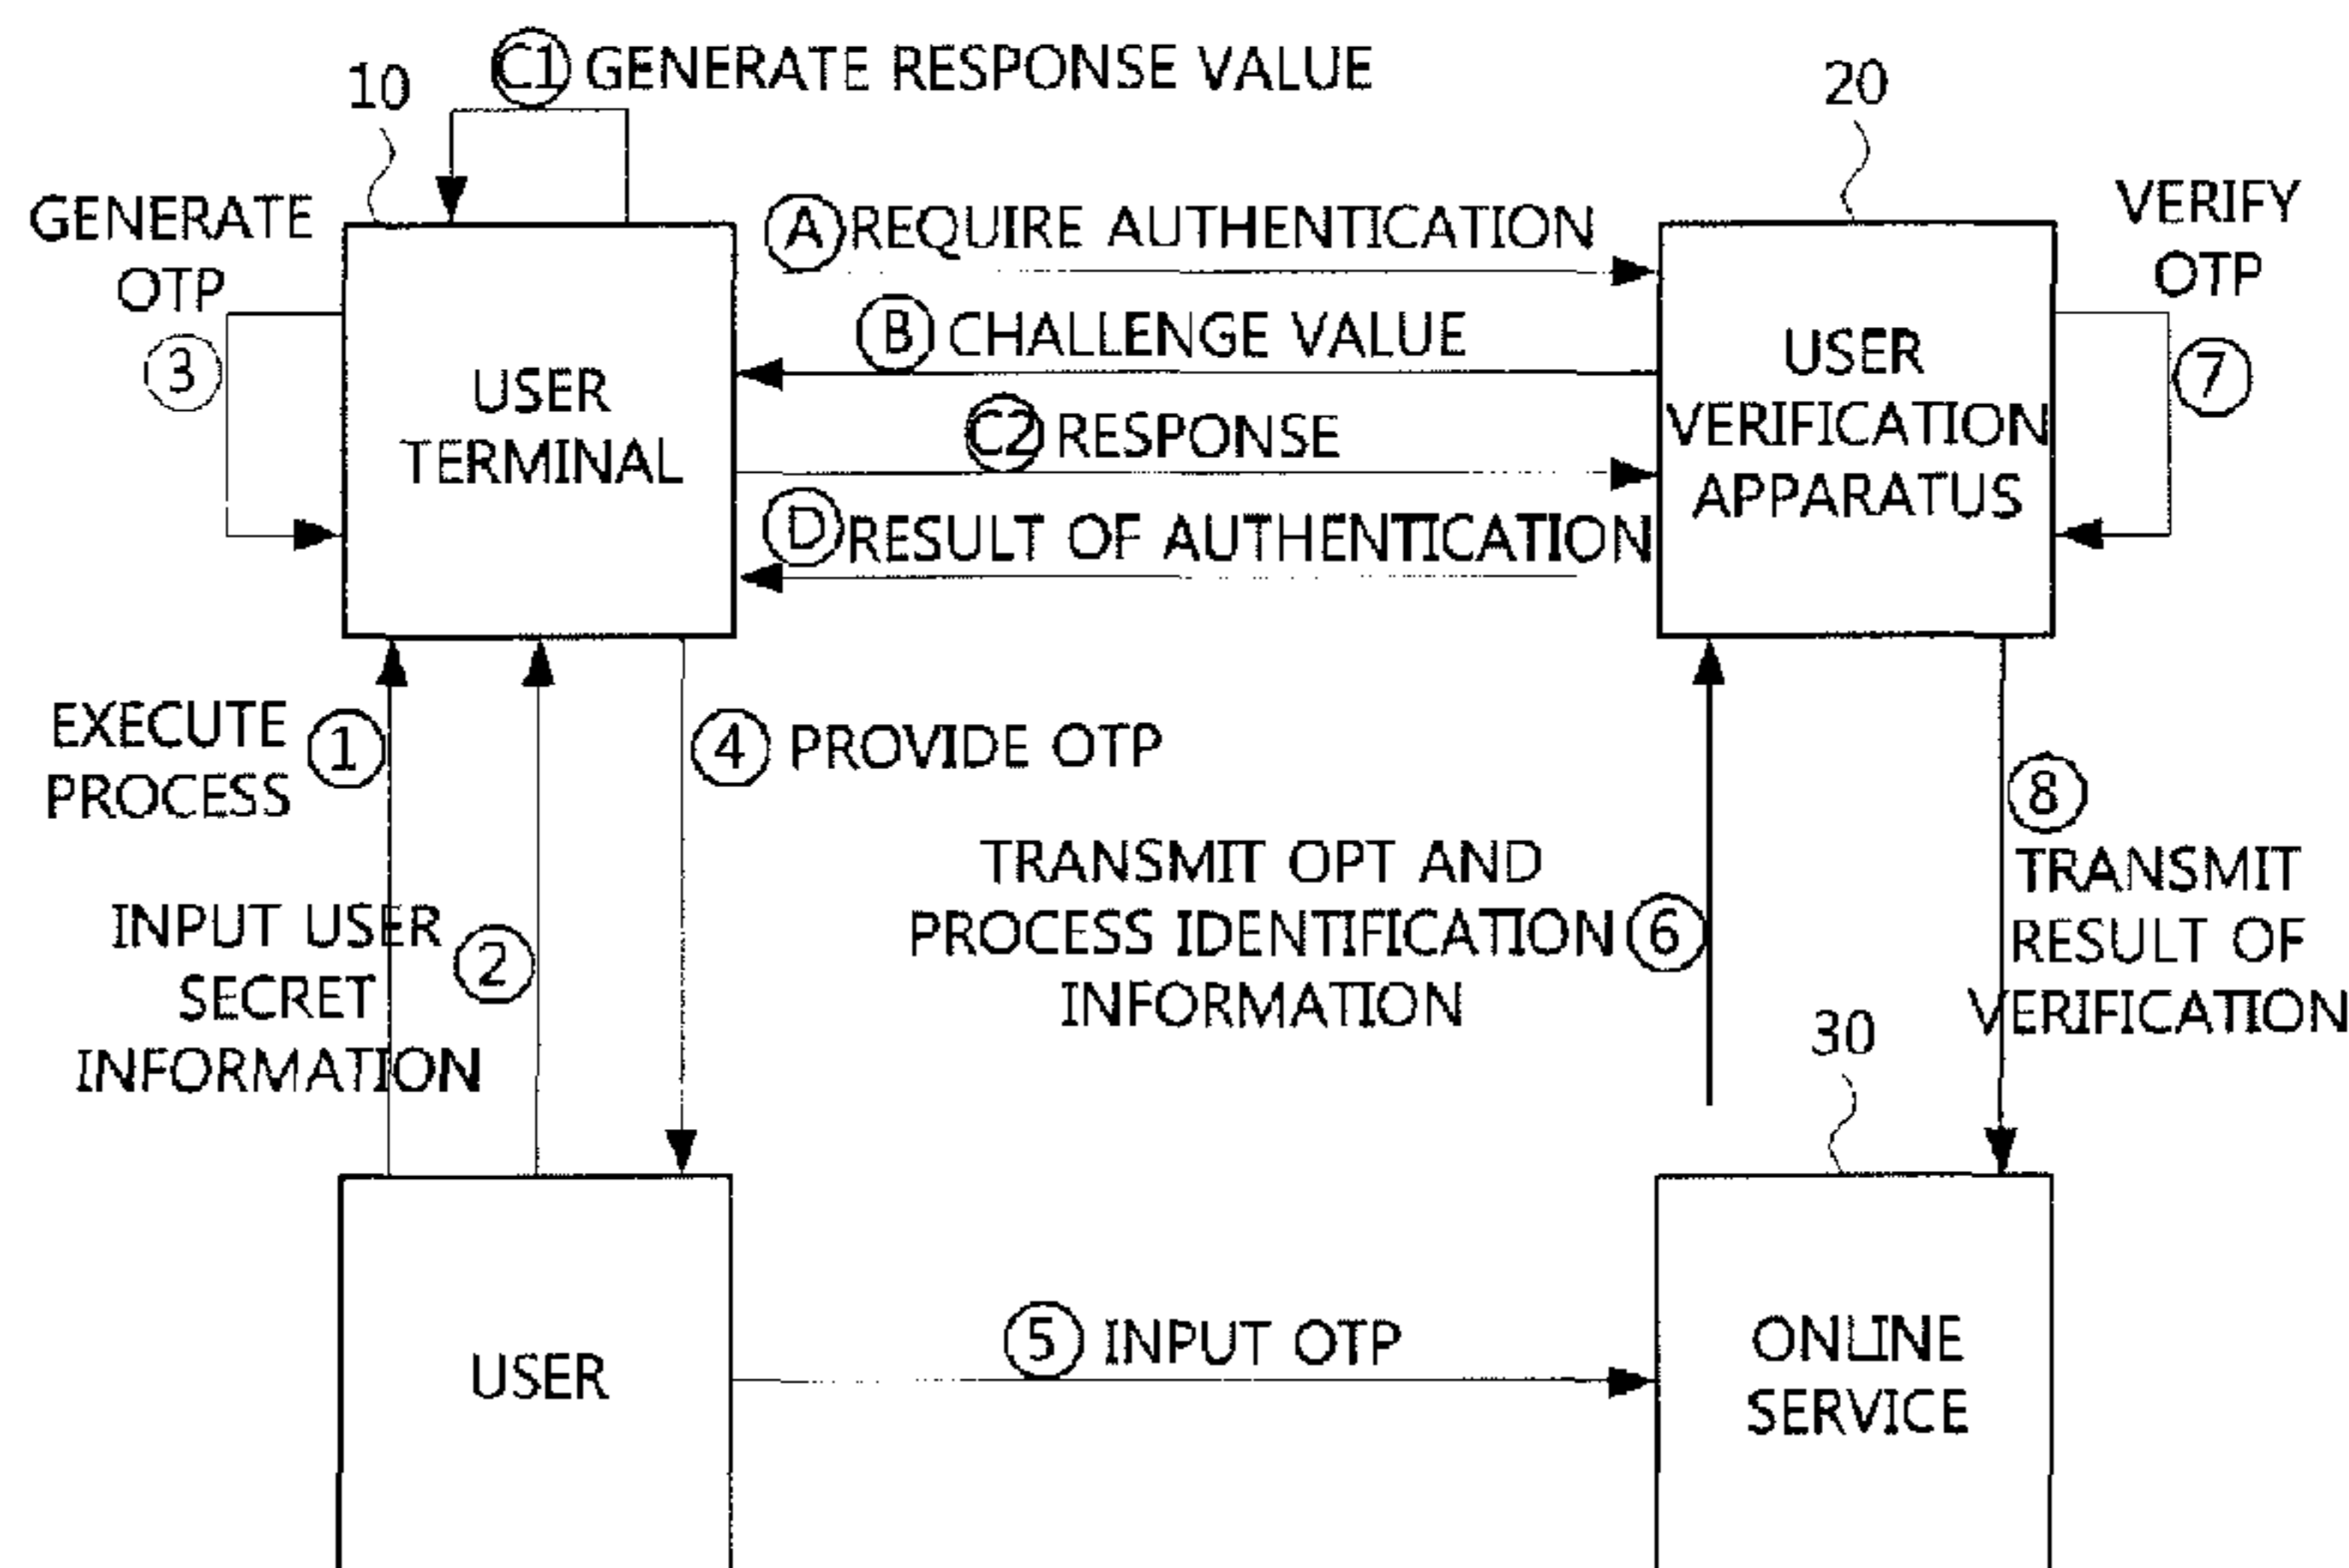 C1 GENERATE RESPONSE VALUE
10
20
GENERATE
OTP
3
A REQUIRE AUTHENTICATION
VERIFY
OTP
7
B CHALLENGE VALUE
USER
TERMINAL
USER
VERIFICATION
APPARATUS
C2 RESPONSE
D RESULT OF AUTHENTICATION
EXECUTE
PROCESS
1
4 PROVIDE OTP
INPUT USER
SECRET
INFORMATION
2
TRANSMIT OPT AND
PROCESS IDENTIFICATION
INFORMATION
6
8
TRANSMIT
RESULT OF
VERIFICATION
30
USER
5 INPUT OTP
ONLINE
SERVICE